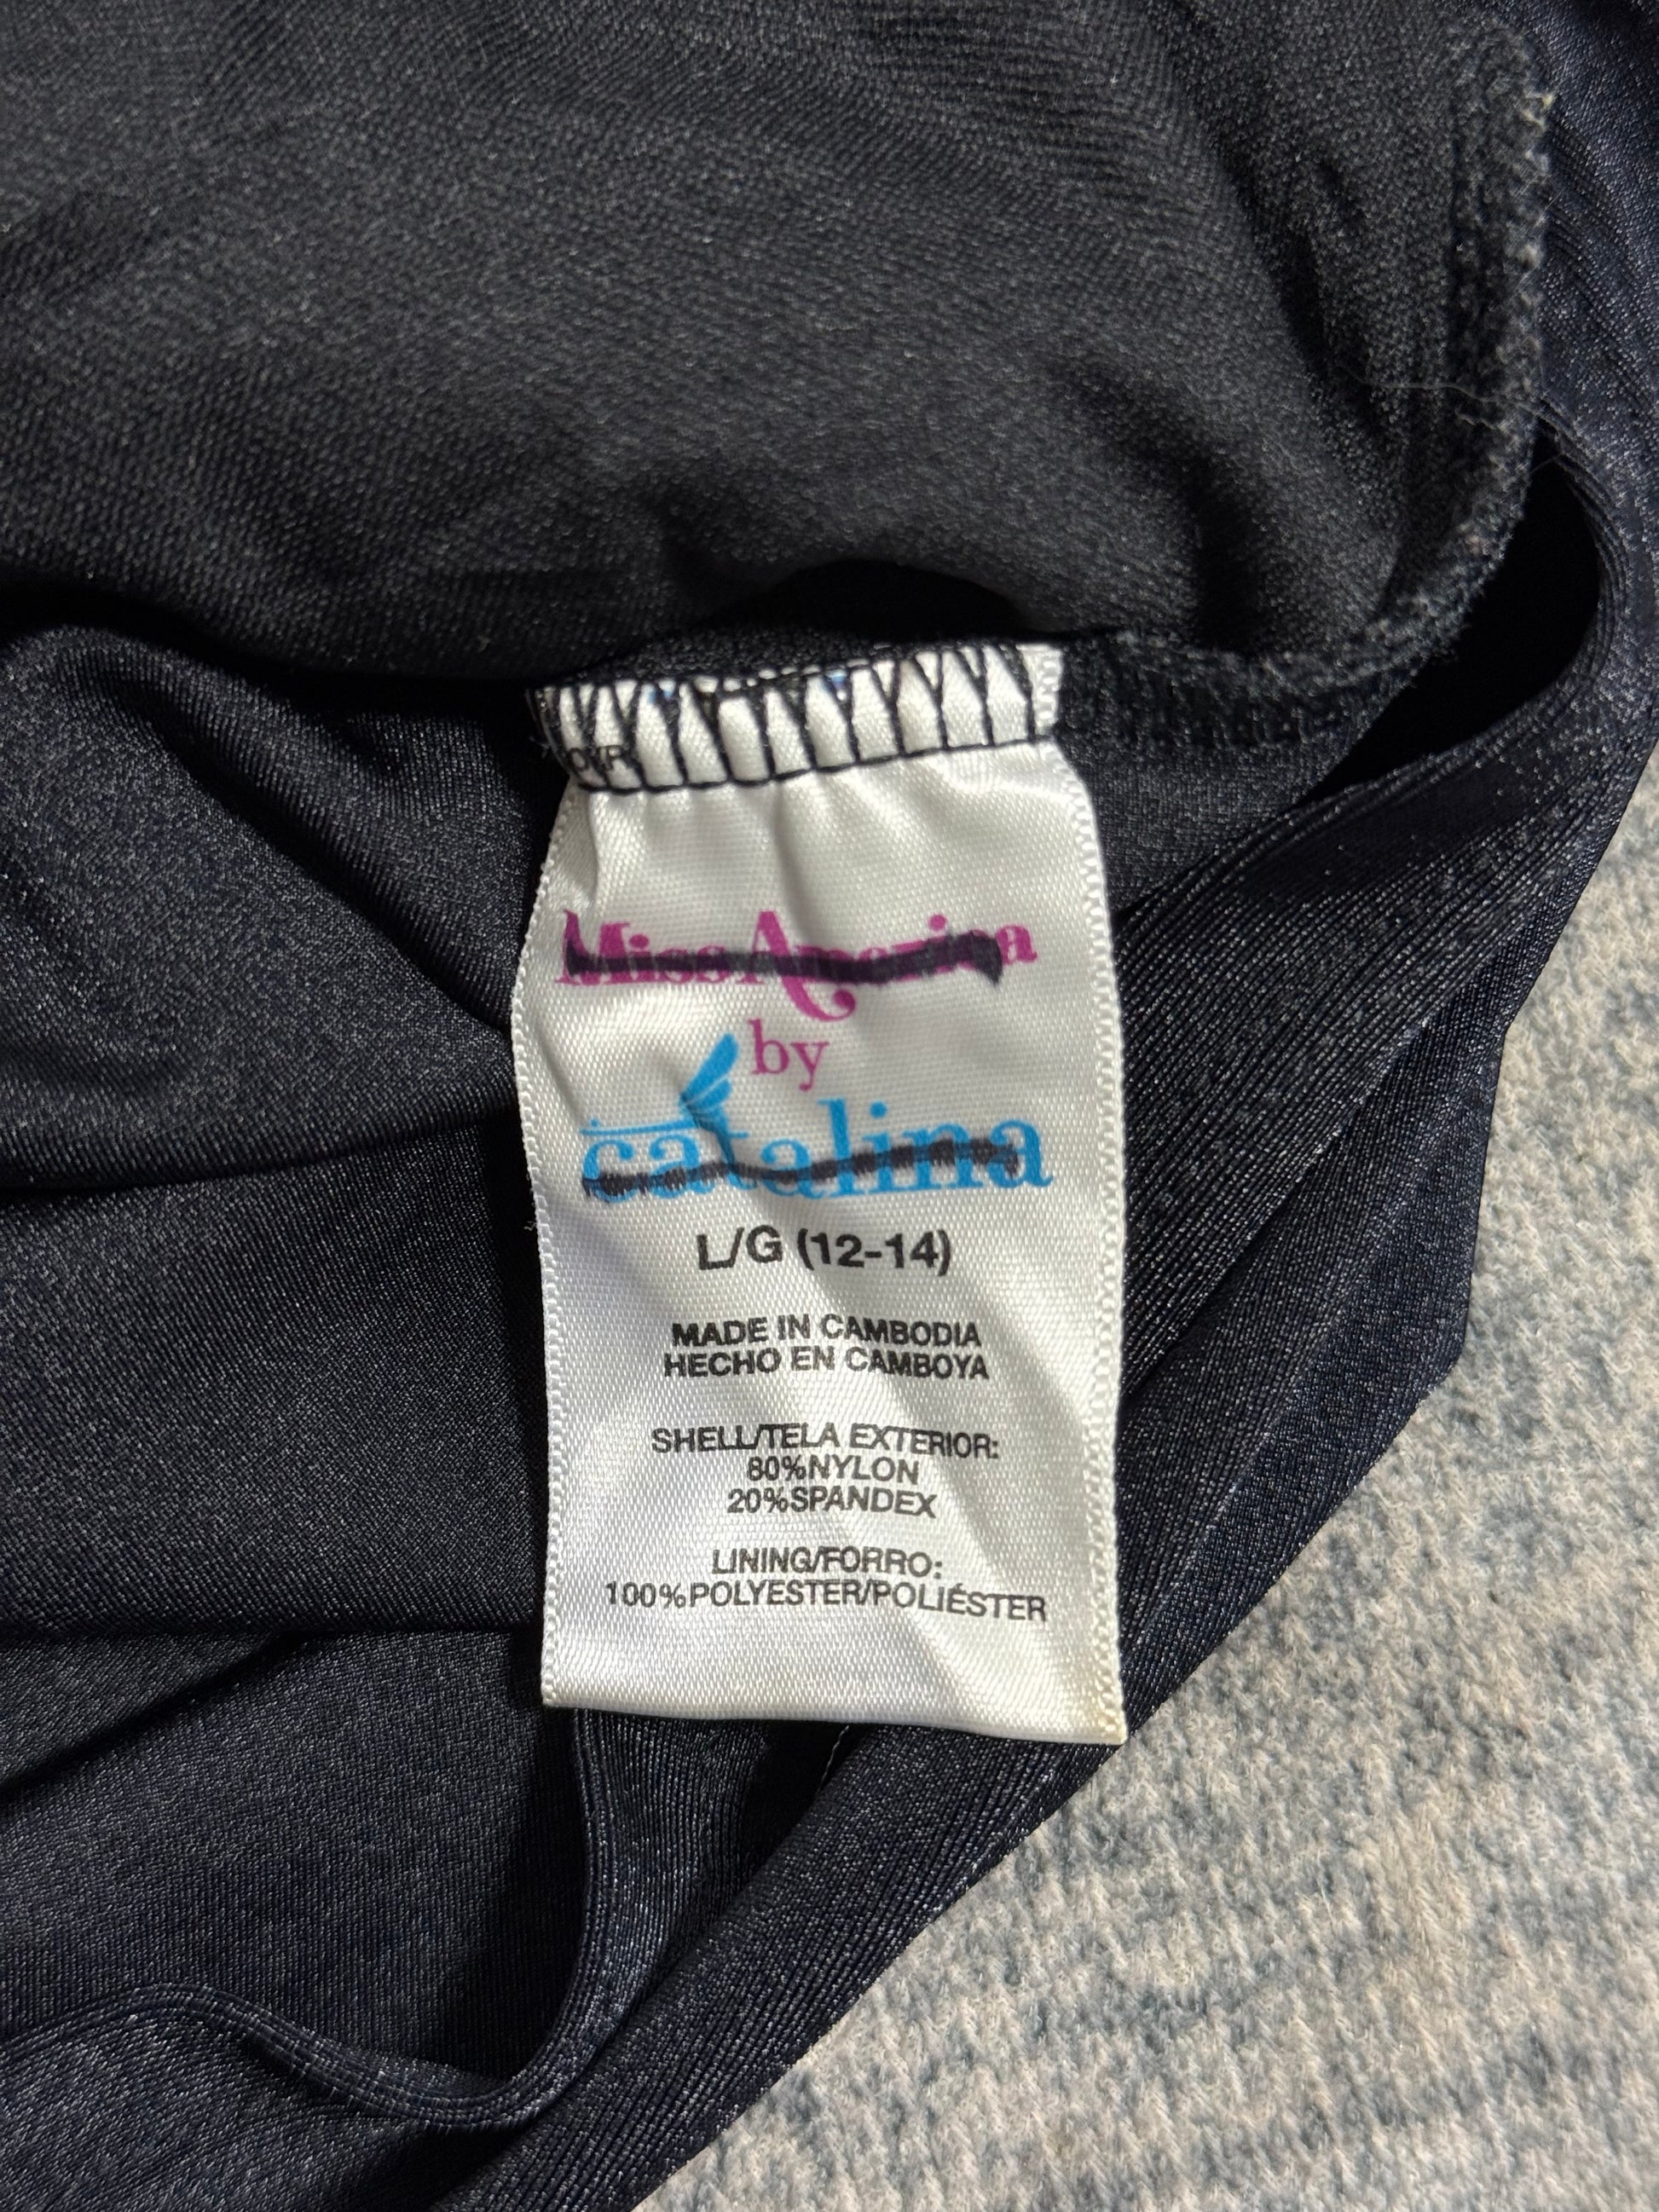 Miss America
by
catalina
L/G (12-14)
MADE IN CAMBODIA
HECHO EN CAMBOYA
SHELL/TELA EXTERIOR:
80%NYLON
20%SPANDEX
LINING/FORRO:
100%POLYESTER/POLIÉSTER